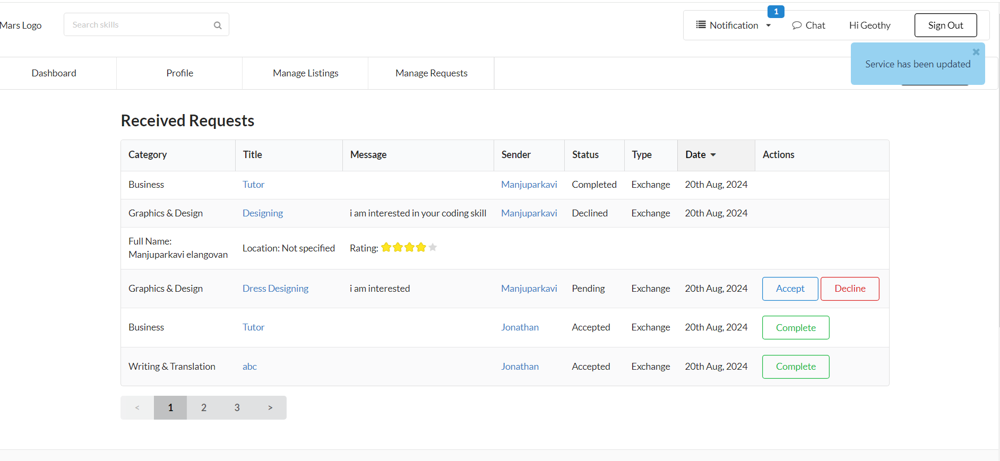 1
Mars Logo Search skills Notification Chat Hi Geothy Sign Out
Service has been updated
Dashboard Profile Manage Listings Manage Requests
Received Requests
Category Title Message Sender Status Type Date Actions
Business Tutor Manjuparkavi Completed Exchange 20th Aug, 2024
Graphics & Design Designing i am interested in your coding skill Manjuparkavi Declined Exchange 20th Aug, 2024
Full Name:
Manjuparkavi elangovan Location: Not specified Rating:
Graphics & Design Dress Designing i am interested Manjuparkavi Pending Exchange 20th Aug, 2024 Accept Decline
Business Tutor Jonathan Accepted Exchange 20th Aug, 2024 Complete
Writing & Translation abc Jonathan Accepted Exchange 20th Aug, 2024 Complete
< 1 2 3 >